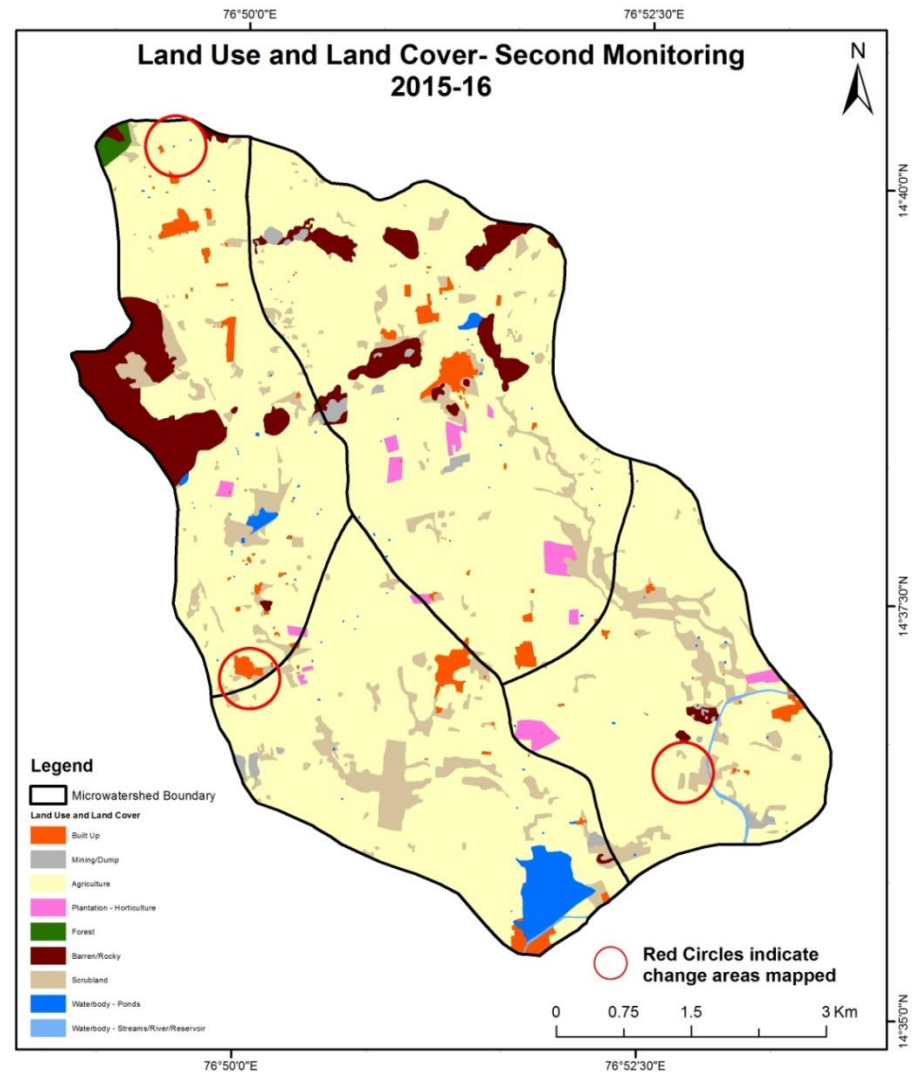 76°50'0"E
76°52'30"E
Land Use and Land Cover- Second Monitoring
2015-16
N
14°40'0"N
14°37'30"N
14°35'0"N
Legend
Microwatershed Boundary
Land Use and Land Cover
Built Up
Mining/Dump
Agriculture
Plantation - Horticulture
Forest
Barren/Rocky
Scrubland
Waterbody - Ponds
Waterbody - Streams/River/Reservoir
Red Circles indicate
change areas mapped
0 0.75 1.5 3 Km
76°50'0"E
76°52'30"E